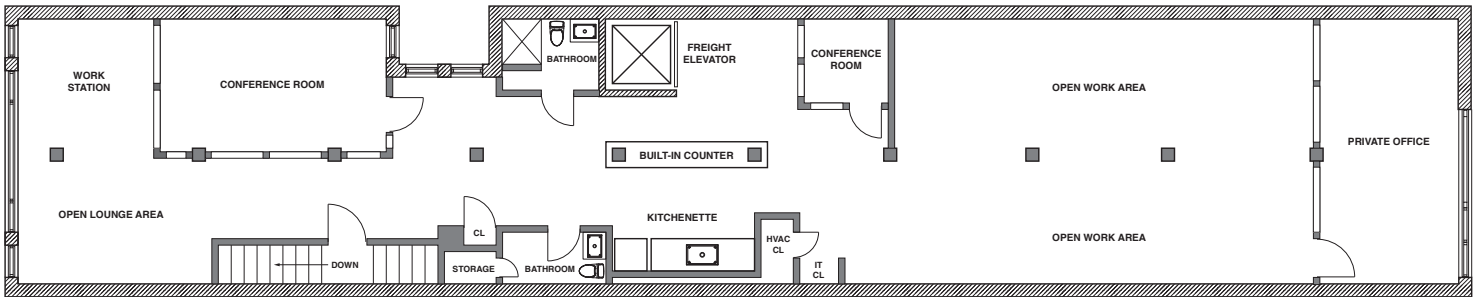 WORK
STATION
CONFERENCE ROOM
BATHROOM
FREIGHT
ELEVATOR
CONFERENCE
ROOM
OPEN WORK AREA
PRIVATE OFFICE
BUILT-IN COUNTER
OPEN LOUNGE AREA
KITCHENETTE
CL
DOWN
STORAGE
BATHROOM
HVAC
CL
IT
CL
OPEN WORK AREA